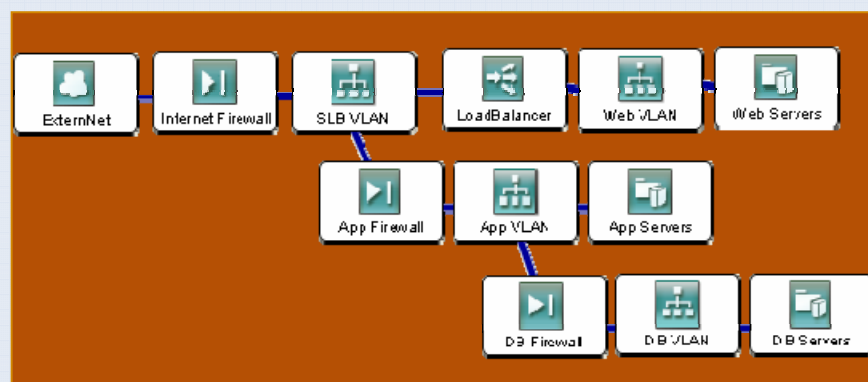 ExternNet
Internet Firewall
SLB VLAN
LoadBalancer
Web VLAN
Web Servers
App Firewall
App VLAN
App Servers
DB Firewall
DB VLAN
DB Servers